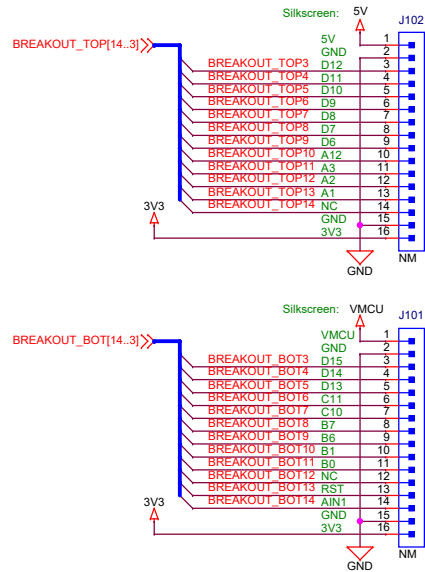 Silkscreen: 5V
J102
BREAKOUT_TOP[14..3]
5V 1
GND 2
BREAKOUT_TOP3 D12 3
BREAKOUT_TOP4 D11 4
BREAKOUT_TOP5 D10 5
BREAKOUT_TOP6 D9 6
BREAKOUT_TOP7 D8 7
BREAKOUT_TOP8 D7 8
BREAKOUT_TOP9 D6 9
BREAKOUT_TOP10 A12 10
BREAKOUT_TOP11 A3 11
BREAKOUT_TOP12 A2 12
BREAKOUT_TOP13 A1 13
BREAKOUT_TOP14 NC 14
3V3
GND 15
3V3 16
GND
NM
Silkscreen: VMCU
J101
BREAKOUT_BOT[14..3]
VMCU 1
GND 2
BREAKOUT_BOT3 D15 3
BREAKOUT_BOT4 D14 4
BREAKOUT_BOT5 D13 5
BREAKOUT_BOT6 C11 6
BREAKOUT_BOT7 C10 7
BREAKOUT_BOT8 B7 8
BREAKOUT_BOT9 B6 9
BREAKOUT_BOT10 B1 10
BREAKOUT_BOT11 B0 11
BREAKOUT_BOT12 NC 12
BREAKOUT_BOT13 RST 13
BREAKOUT_BOT14 AIN1 14
3V3
GND 15
3V3 16
GND
NM